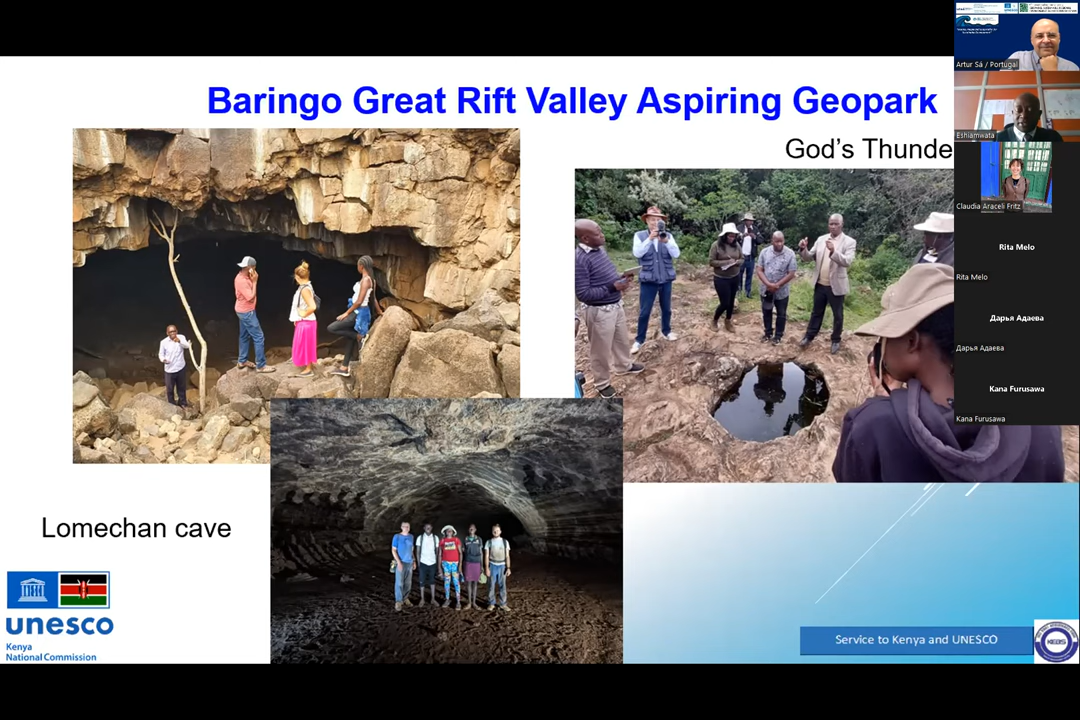 Baringo Great Rift Valley Aspiring Geopark
God's Thunde
Lomechan cave
unesco
Kenya
National Commission
Service to Kenya and UNESCO
Artur Sá / Portugal
Eshiamwata
Claudia Araceli Fritz
Rita Melo
Rita Melo
Дарья Адаева
Дарья Адаева
Kana Furusawa
Kana Furusawa